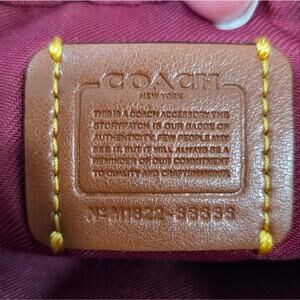 COACH
NEW YORK
THIS IS A COACH ACCESSORY THE
STORYPATCH IS OUR BADGE OF
AUTHENTICITY. FEW PEOPLE MAY
SEE IT, BUT IT WILL ALWAYS BE A
REMINDER OF OUR COMMITMENT
TO QUALITY AND CRAFTSMANSHIP.